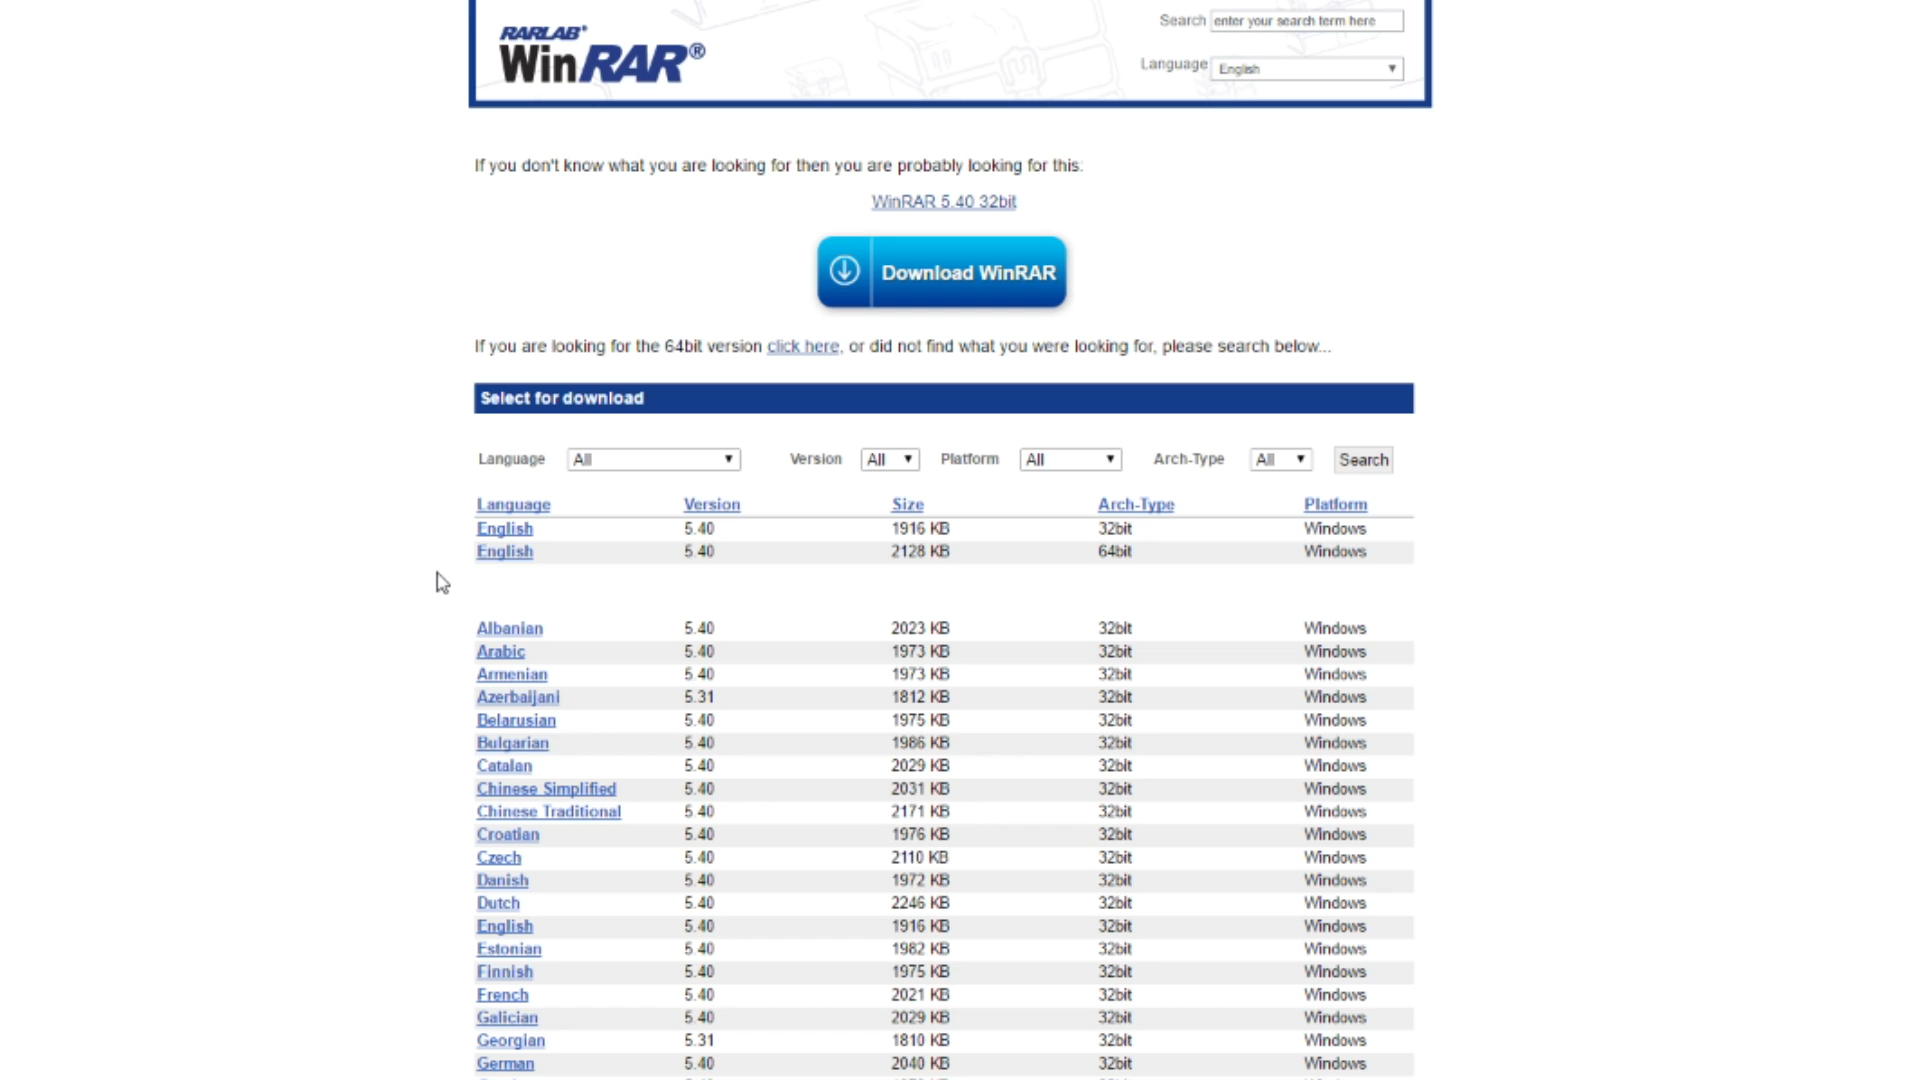 RARLAB®
WinRAR®
Search enter your search term here
Language English
If you don't know what you are looking for then you are probably looking for this:
WinRAR 5.40 32bit
Download WinRAR
If you are looking for the 64bit version click here, or did not find what you were looking for, please search below...
Select for download
Language All Version All Platform All Arch-Type All Search
Language Version Size Arch-Type Platform
English 5.40 1916 KB 32bit Windows
English 5.40 2128 KB 64bit Windows
Albanian 5.40 2023 KB 32bit Windows
Arabic 5.40 1973 KB 32bit Windows
Armenian 5.40 1973 KB 32bit Windows
Azerbaijani 5.31 1812 KB 32bit Windows
Belarusian 5.40 1975 KB 32bit Windows
Bulgarian 5.40 1986 KB 32bit Windows
Catalan 5.40 2029 KB 32bit Windows
Chinese Simplified 5.40 2031 KB 32bit Windows
Chinese Traditional 5.40 2171 KB 32bit Windows
Croatian 5.40 1976 KB 32bit Windows
Czech 5.40 2110 KB 32bit Windows
Danish 5.40 1972 KB 32bit Windows
Dutch 5.40 2246 KB 32bit Windows
English 5.40 1916 KB 32bit Windows
Estonian 5.40 1982 KB 32bit Windows
Finnish 5.40 1975 KB 32bit Windows
French 5.40 2021 KB 32bit Windows
Galician 5.40 2029 KB 32bit Windows
Georgian 5.31 1810 KB 32bit Windows
German 5.40 2040 KB 32bit Windows